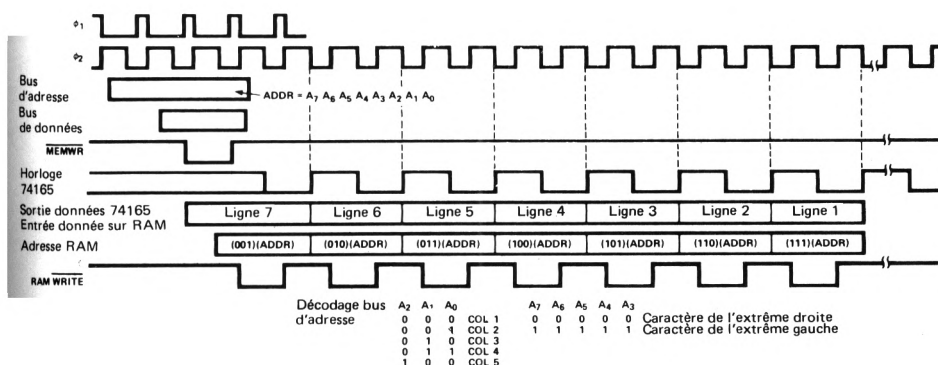 ϕ1
ϕ2
Bus
d'adresse
ADDR = A7 A6 A5 A4 A3 A2 A1 A0
Bus
de données
MEMWR
Horloge
74165
Sortie données 74165
Entrée donnée sur RAM
Ligne 7 Ligne 6 Ligne 5 Ligne 4 Ligne 3 Ligne 2 Ligne 1
Adresse RAM
(001)(ADDR) (010)(ADDR) (011)(ADDR) (100)(ADDR) (101)(ADDR) (110)(ADDR) (111)(ADDR)
RAM WRITE
Décodage bus
d'adresse
A2 A1 A0
0 0 0 COL 1
0 0 1 COL 2
0 1 0 COL 3
0 1 1 COL 4
1 0 0 COL 5
A7 A6 A5 A4 A3
0 0 0 0 0 Caractère de l'extrême droite
1 1 1 1 1 Caractère de l'extrême gauche